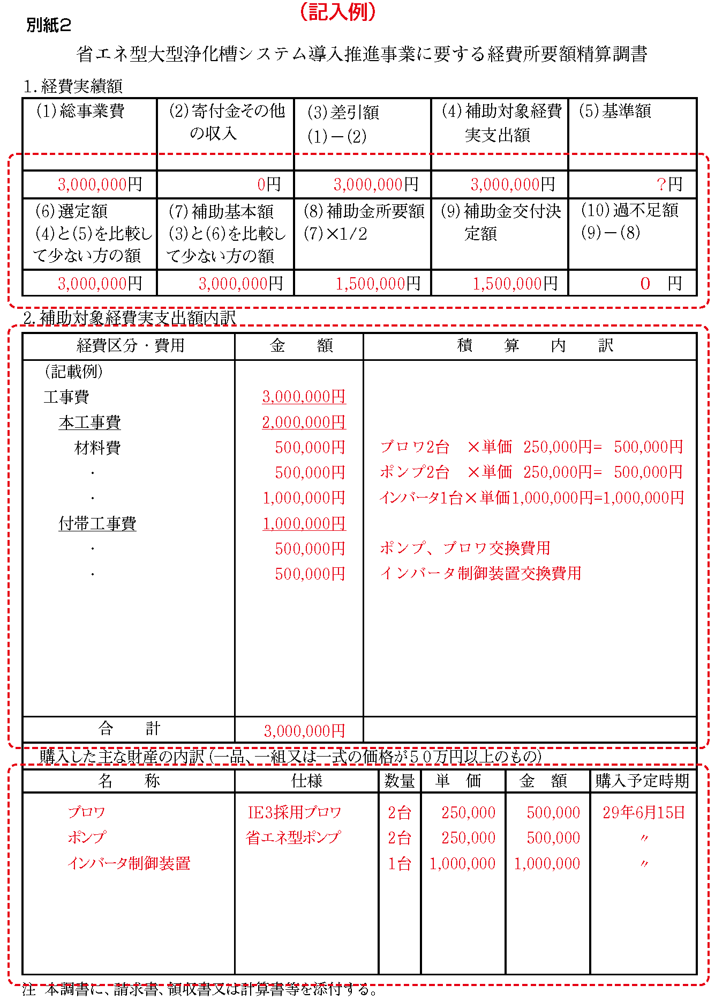 （記入例）
別紙2
省エネ型大型浄化槽システム導入推進事業に要する経費所要額精算調書
1.経費実績額
(1)総事業費 (2)寄付金その他の収入 (3)差引額 (1)－(2) (4)補助対象経費実支出額 (5)基準額
3,000,000円 0円 3,000,000円 3,000,000円 ?円
(6)選定額 (4)と(5)を比較して少ない方の額 (7)補助基本額 (3)と(6)を比較して少ない方の額 (8)補助金所要額 (7)×1/2 (9)補助金交付決定額 (10)過不足額 (9)－(8)
3,000,000円 3,000,000円 1,500,000円 1,500,000円 0 円
2.補助対象経費実支出額内訳
経費区分・費用 金 額 積 算 内 訳
(記載例)
工事費 3,000,000円
本工事費 2,000,000円
材料費 500,000円 ブロワ2台 ×単価 250,000円= 500,000円
・ 500,000円 ポンプ2台 ×単価 250,000円= 500,000円
・ 1,000,000円 インバータ1台×単価1,000,000円=1,000,000円
付帯工事費 1,000,000円
・ 500,000円 ポンプ、ブロワ交換費用
・ 500,000円 インバータ制御装置交換費用
合 計 3,000,000円
購入した主な財産の内訳(一品、一組又は一式の価格が５０万円以上のもの)
名 称 仕様 数量 単 価 金 額 購入予定時期
ブロワ IE3採用ブロワ 2台 250,000 500,000 29年6月15日
ポンプ 省エネ型ポンプ 2台 250,000 500,000 〃
インバータ制御装置 1台 1,000,000 1,000,000 〃
注 本調書に、請求書、領収書又は計算書等を添付する。